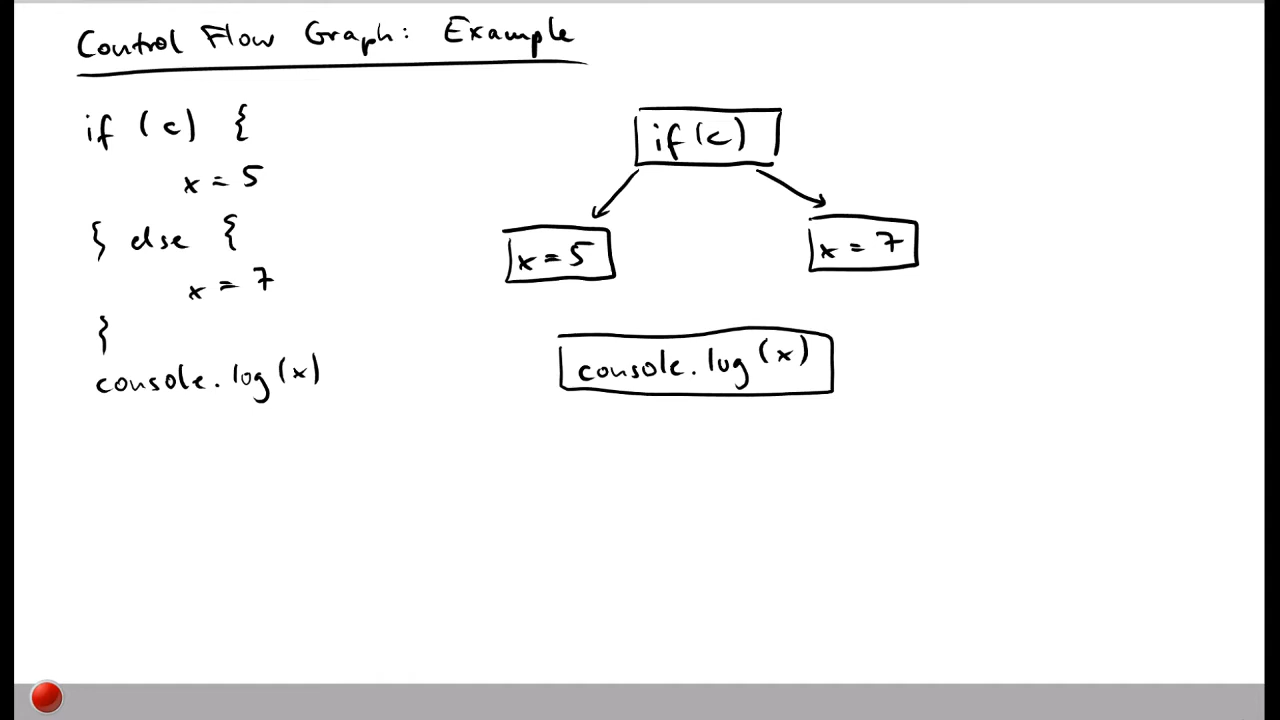 Control Flow Graph: Example
if (c) {
x = 5
} else {
x = 7
}
console.log(x)
if (c)
x = 5
x = 7
console.log(x)